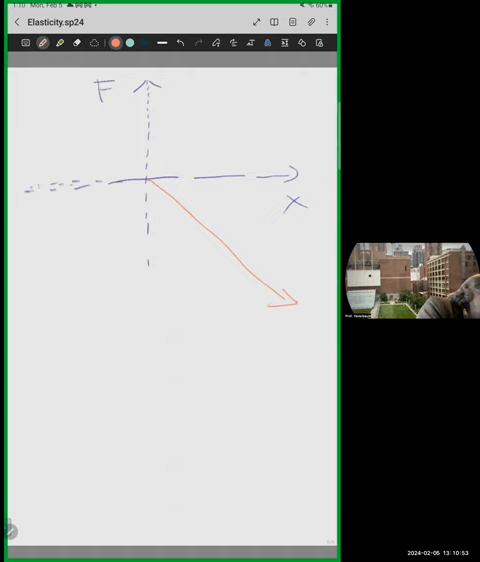 1:10 Mon, Feb 5
60%
Elasticity.sp24
F
X
2024-02-05 13:10:53